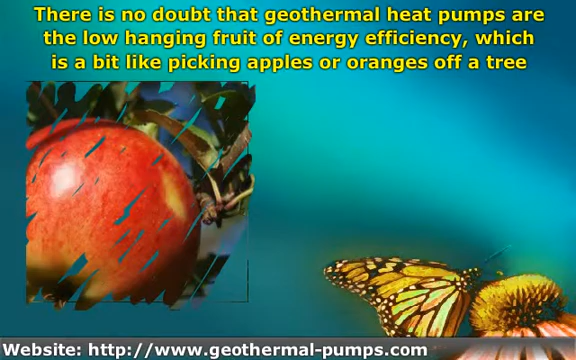 There is no doubt that geothermal heat pumps are
the low hanging fruit of energy efficiency, which
is a bit like picking apples or oranges off a tree
Website: http://www.geothermal-pumps.com